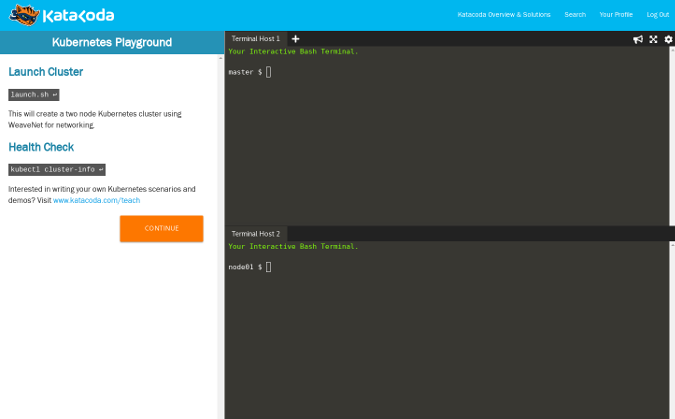 KATACODA
Katacoda Overview & Solutions
Search
Your Profile
Log Out
Kubernetes Playground
Launch Cluster
launch.sh ↵
This will create a two node Kubernetes cluster using
WeaveNet for networking.
Health Check
kubectl cluster-info ↵
Interested in writing your own Kubernetes scenarios and
demos? Visit www.katacoda.com/teach
CONTINUE
Terminal Host 1
Your Interactive Bash Terminal.
master $
Terminal Host 2
Your Interactive Bash Terminal.
node01 $